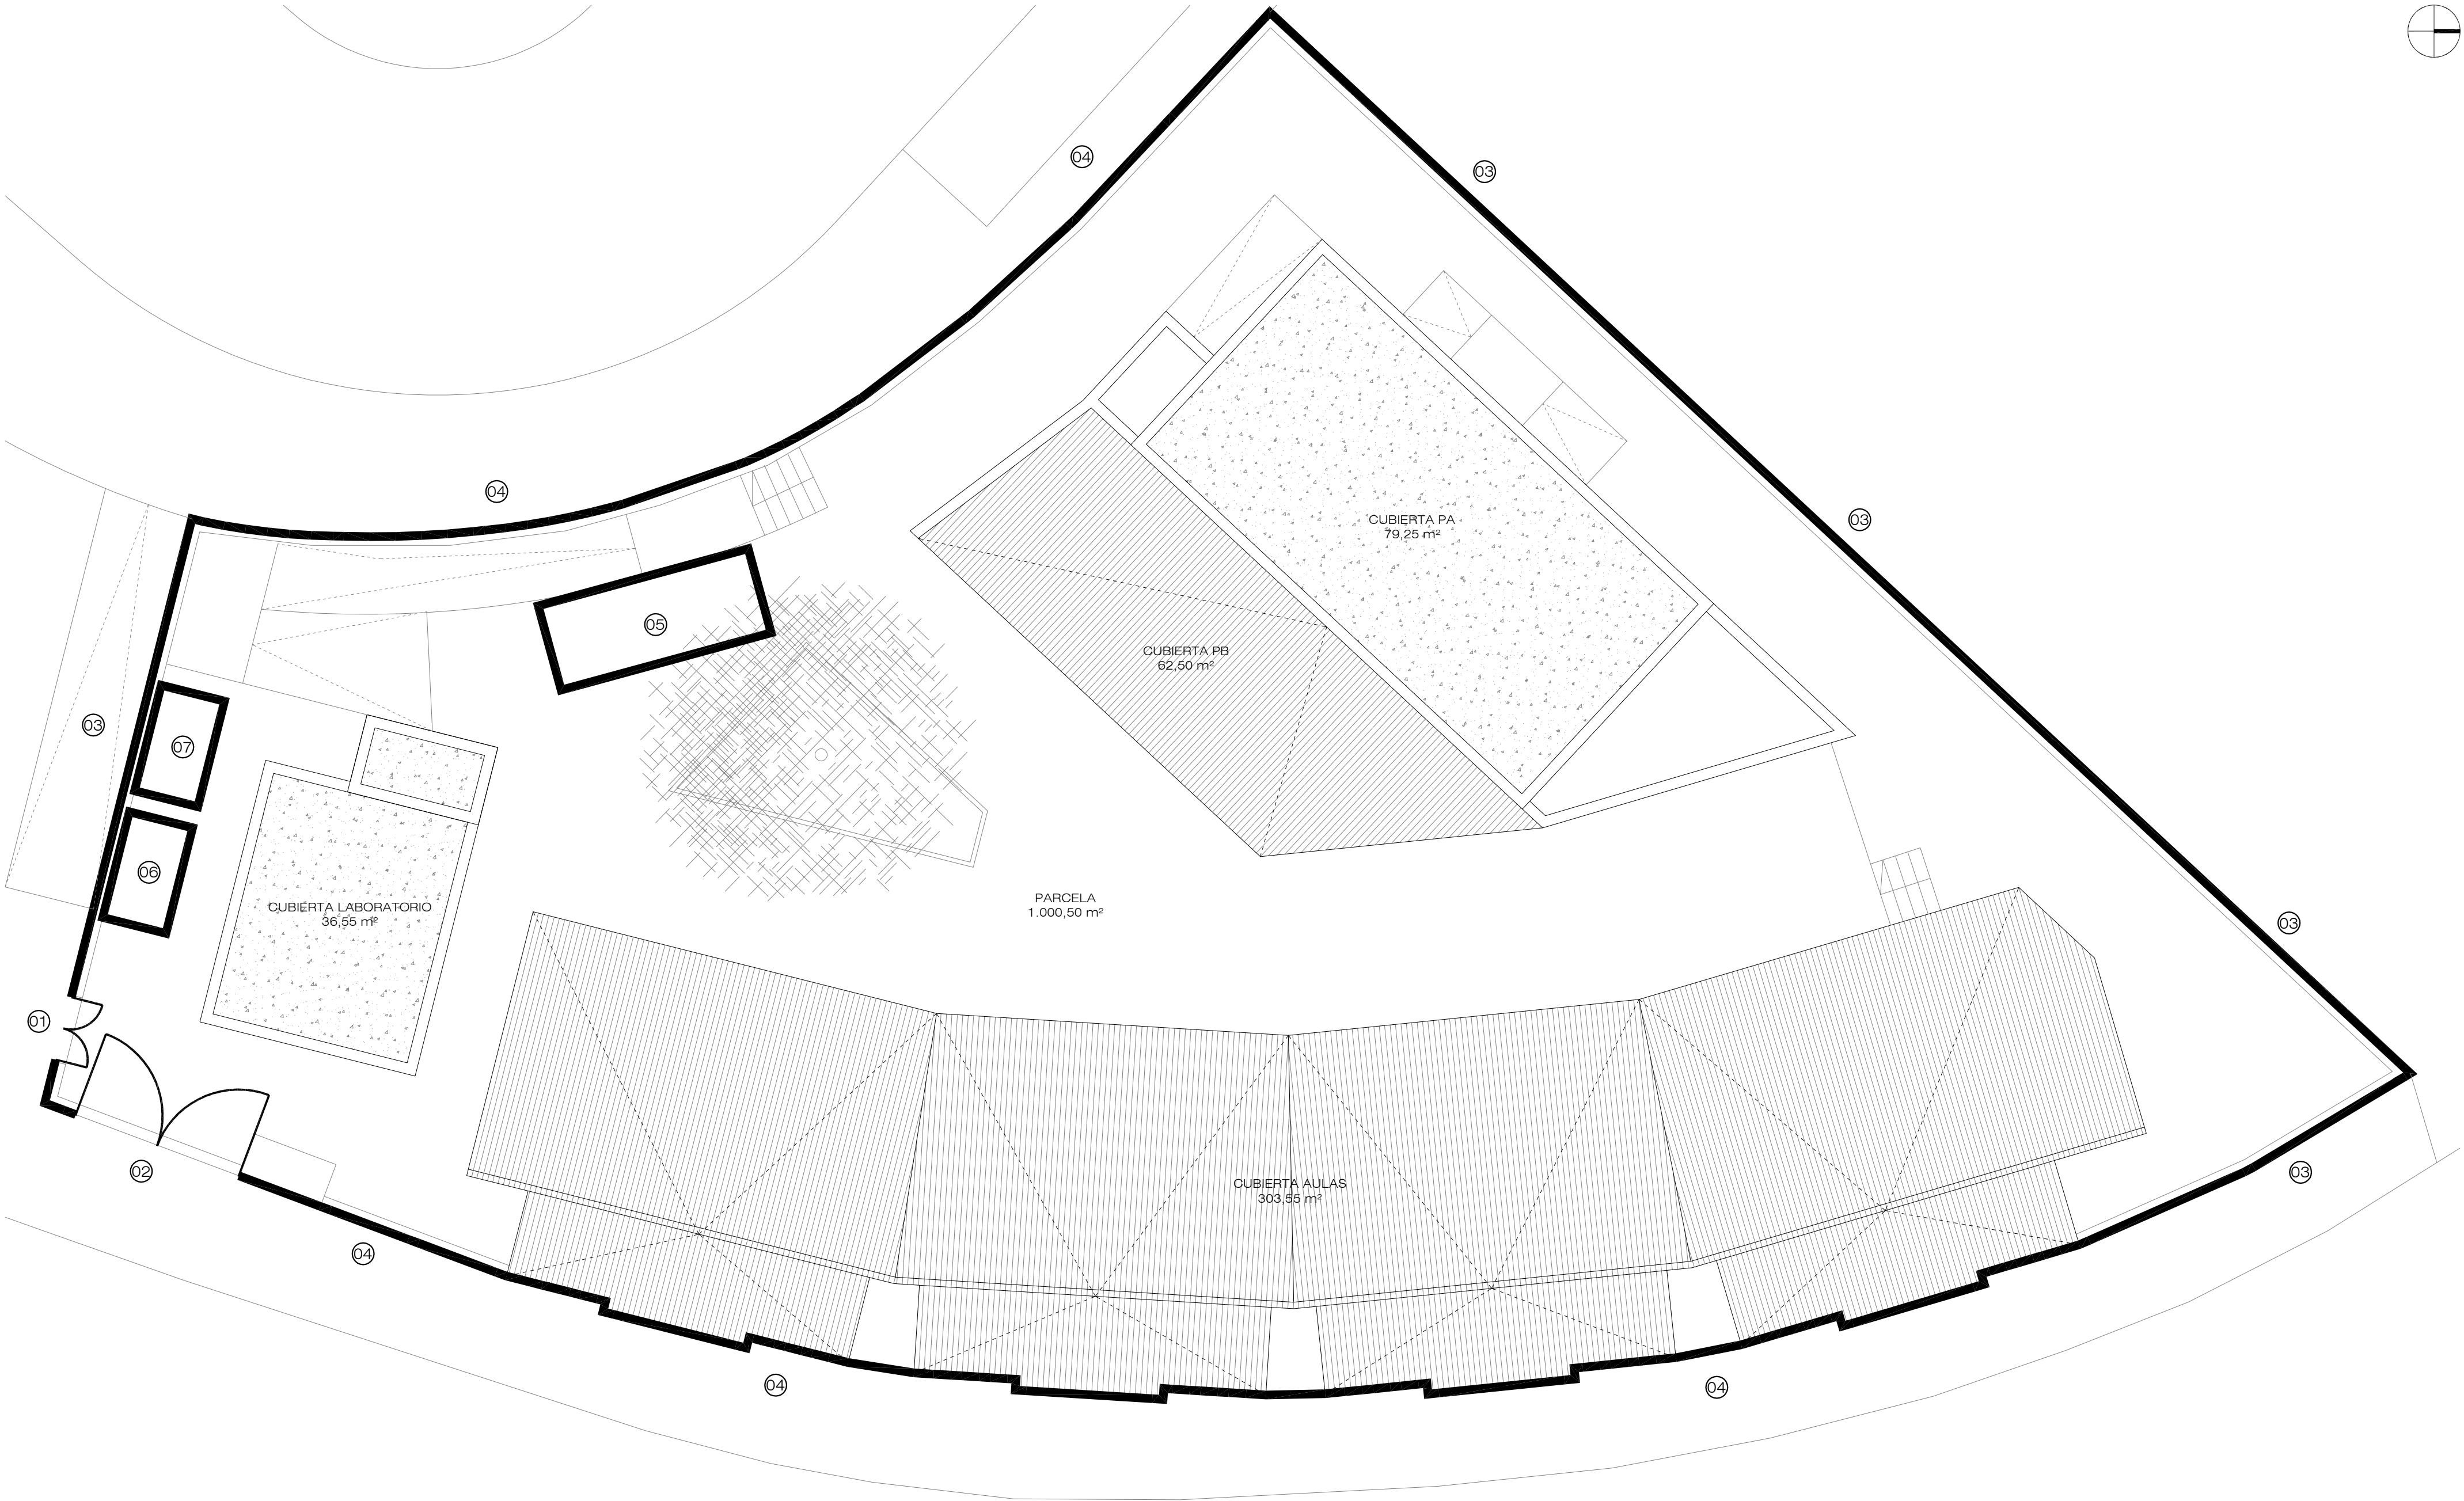 04
03
04
03
CUBIERTA PA
79,25 m²
05
CUBIERTA PB
62,50 m²
03
07
06
CUBIERTA LABORATORIO
36,55 m²
PARCELA
1.000,50 m²
03
01
02
CUBIERTA AULAS
303,55 m²
03
04
04
04